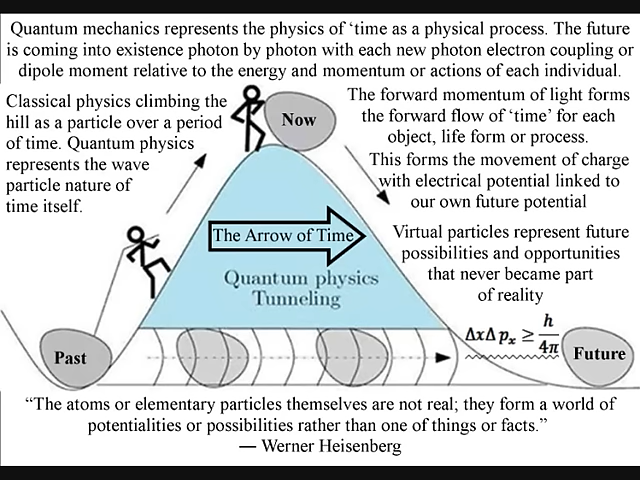 Quantum mechanics represents the physics of ‘time as a physical process. The future
is coming into existence photon by photon with each new photon electron coupling or
dipole moment relative to the energy and momentum or actions of each individual.
Classical physics climbing the
hill as a particle over a period
of time. Quantum physics
represents the wave
particle nature of
time itself.
Now
The forward momentum of light forms
the forward flow of ‘time’ for each
object, life form or process.
This forms the movement of charge
with electrical potential linked to
our own future potential
Virtual particles represent future
possibilities and opportunities
that never became part
of reality
The Arrow of Time
Quantum physics
Tunneling
Past
ΔxΔpₓ ≥ h/4π
Future
“The atoms or elementary particles themselves are not real; they form a world of
potentialities or possibilities rather than one of things or facts.”
— Werner Heisenberg